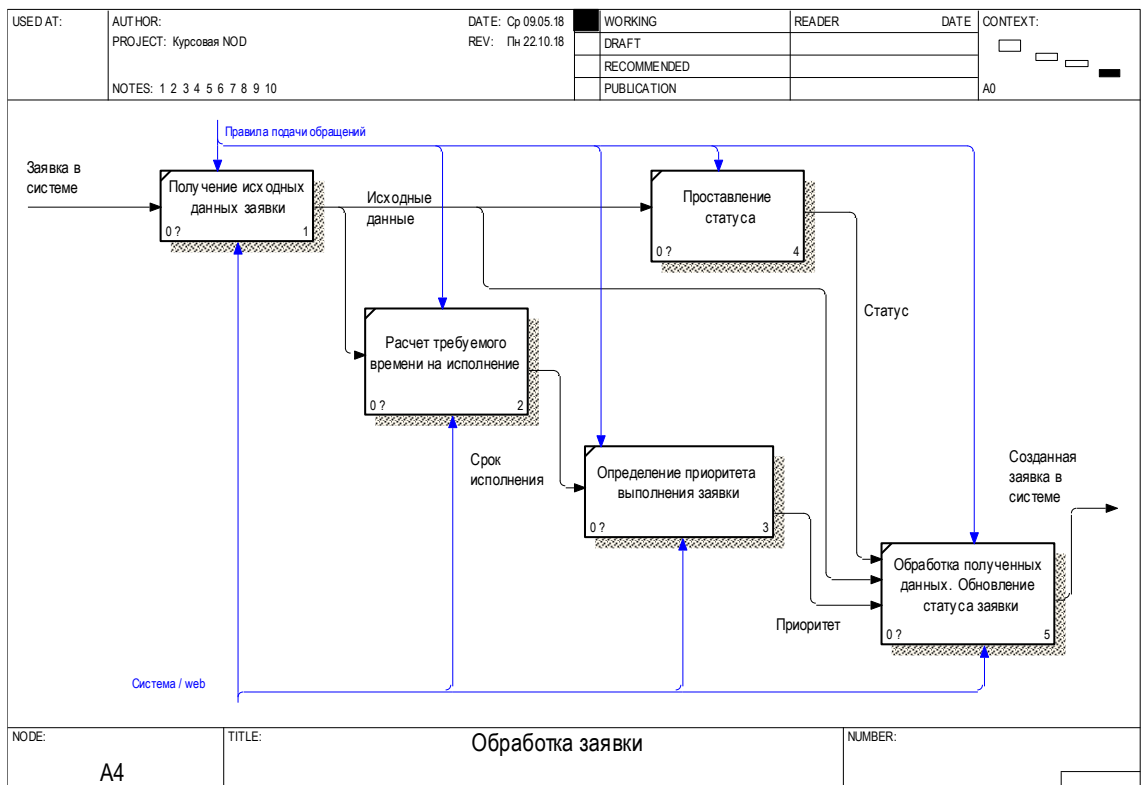 USED AT:
AUTHOR:
DATE: Ср 09.05.18
WORKING
READER
DATE
CONTEXT:
PROJECT: Курсовая NOD
REV: Пн 22.10.18
DRAFT
RECOMMENDED
NOTES: 1 2 3 4 5 6 7 8 9 10
PUBLICATION
A0
Правила подачи обращений
Заявка в
системе
Получение исходных
данных заявки
0 ?
1
Исходные
данные
Проставление
статуса
0 ?
4
Статус
Расчет требуемого
времени на исполнение
0 ?
2
Срок
исполнения
Определение приоритета
выполнения заявки
0 ?
3
Созданная
заявка в
системе
Обработка полученных
данных. Обновление
статуса заявки
0 ?
5
Приоритет
Система / web
NODE:
A4
TITLE:
Обработка заявки
NUMBER: